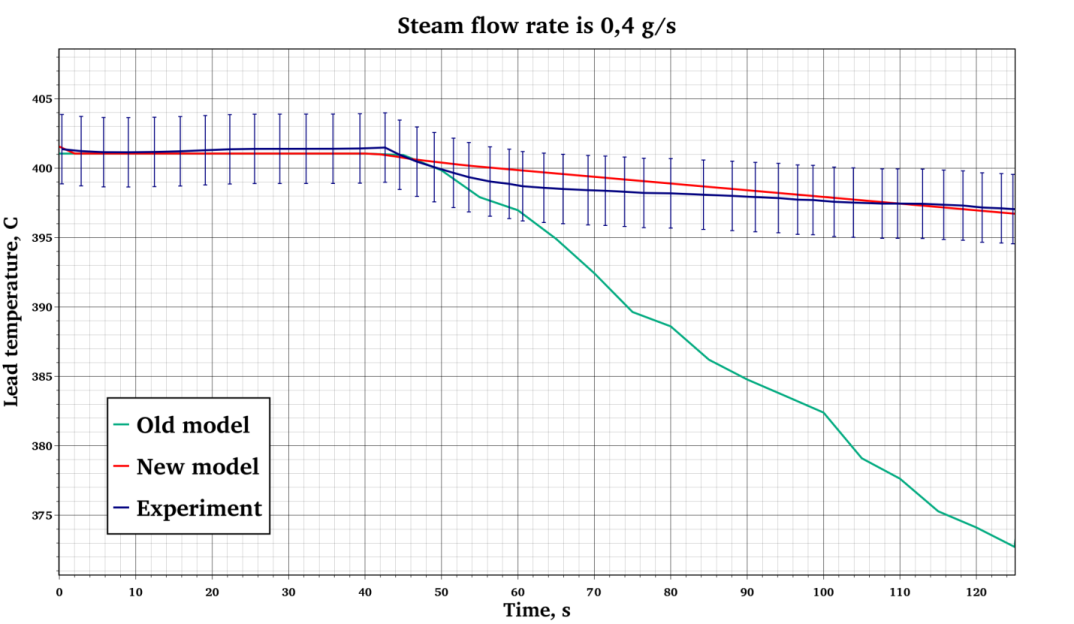 Steam flow rate is 0,4 g/s
Lead temperature, C
405
400
395
390
385
380
375
Old model
New model
Experiment
0 10 20 30 40 50 60 70 80 90 100 110 120
Time, s